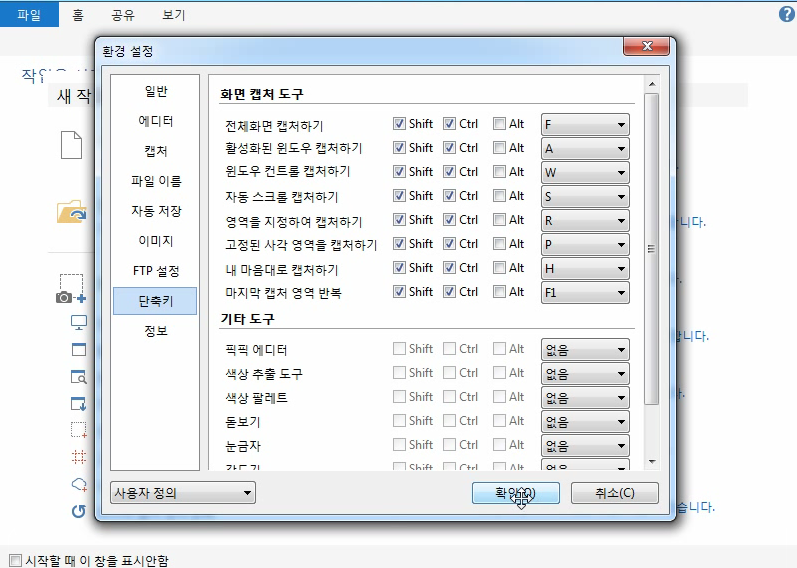 파일 홈 공유 보기
환경 설정
새 작
일반
에디터
캡처
파일 이름
자동 저장
이미지
FTP 설정
단축키
정보
화면 캡처 도구
전체화면 캡처하기 Shift Ctrl Alt F
활성화된 윈도우 캡처하기 Shift Ctrl Alt A
윈도우 컨트롤 캡처하기 Shift Ctrl Alt W
자동 스크롤 캡처하기 Shift Ctrl Alt S
영역을 지정하여 캡처하기 Shift Ctrl Alt R
고정된 사각 영역을 캡처하기 Shift Ctrl Alt P
내 마음대로 캡처하기 Shift Ctrl Alt H
마지막 캡처 영역 반복 Shift Ctrl Alt F1
기타 도구
픽픽 에디터 Shift Ctrl Alt 없음
색상 추출 도구 Shift Ctrl Alt 없음
색상 팔레트 Shift Ctrl Alt 없음
돋보기 Shift Ctrl Alt 없음
눈금자 Shift Ctrl Alt 없음
각도기 Shift Ctrl Alt 없음
사용자 정의 취소(C)
니다.
습니다.
시작할 때 이 창을 표시안함